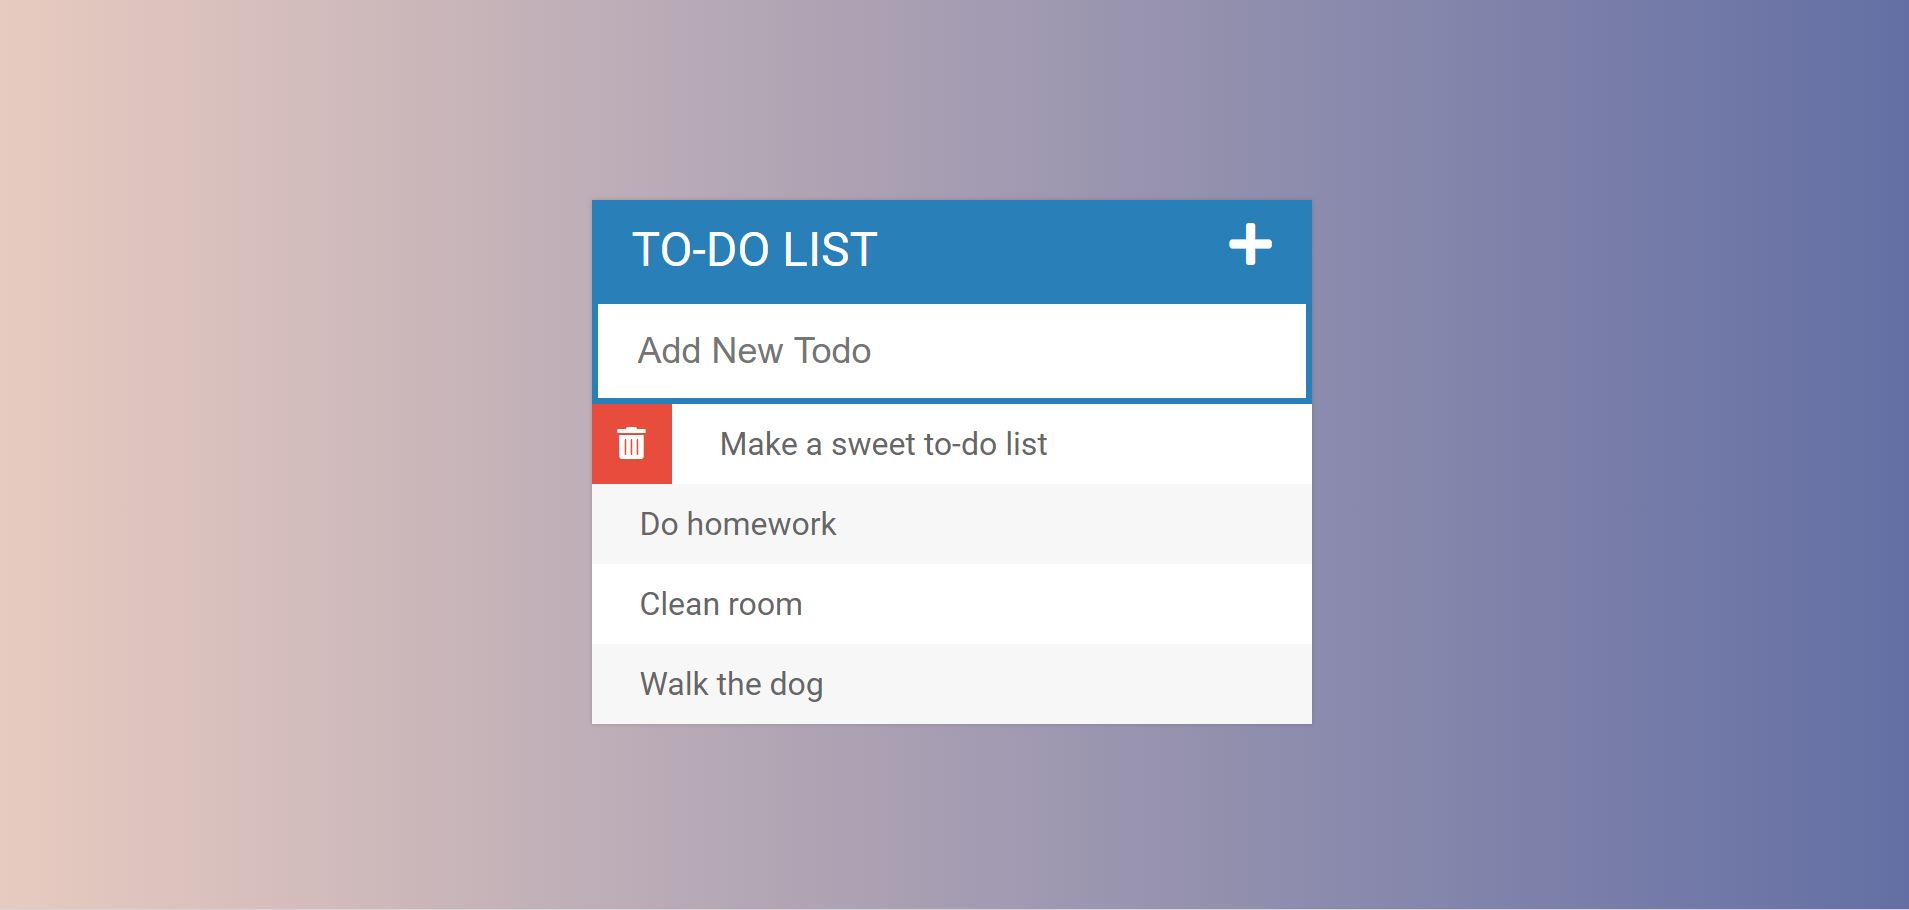 TO-DO LIST
Add New Todo
Make a sweet to-do list
Do homework
Clean room
Walk the dog